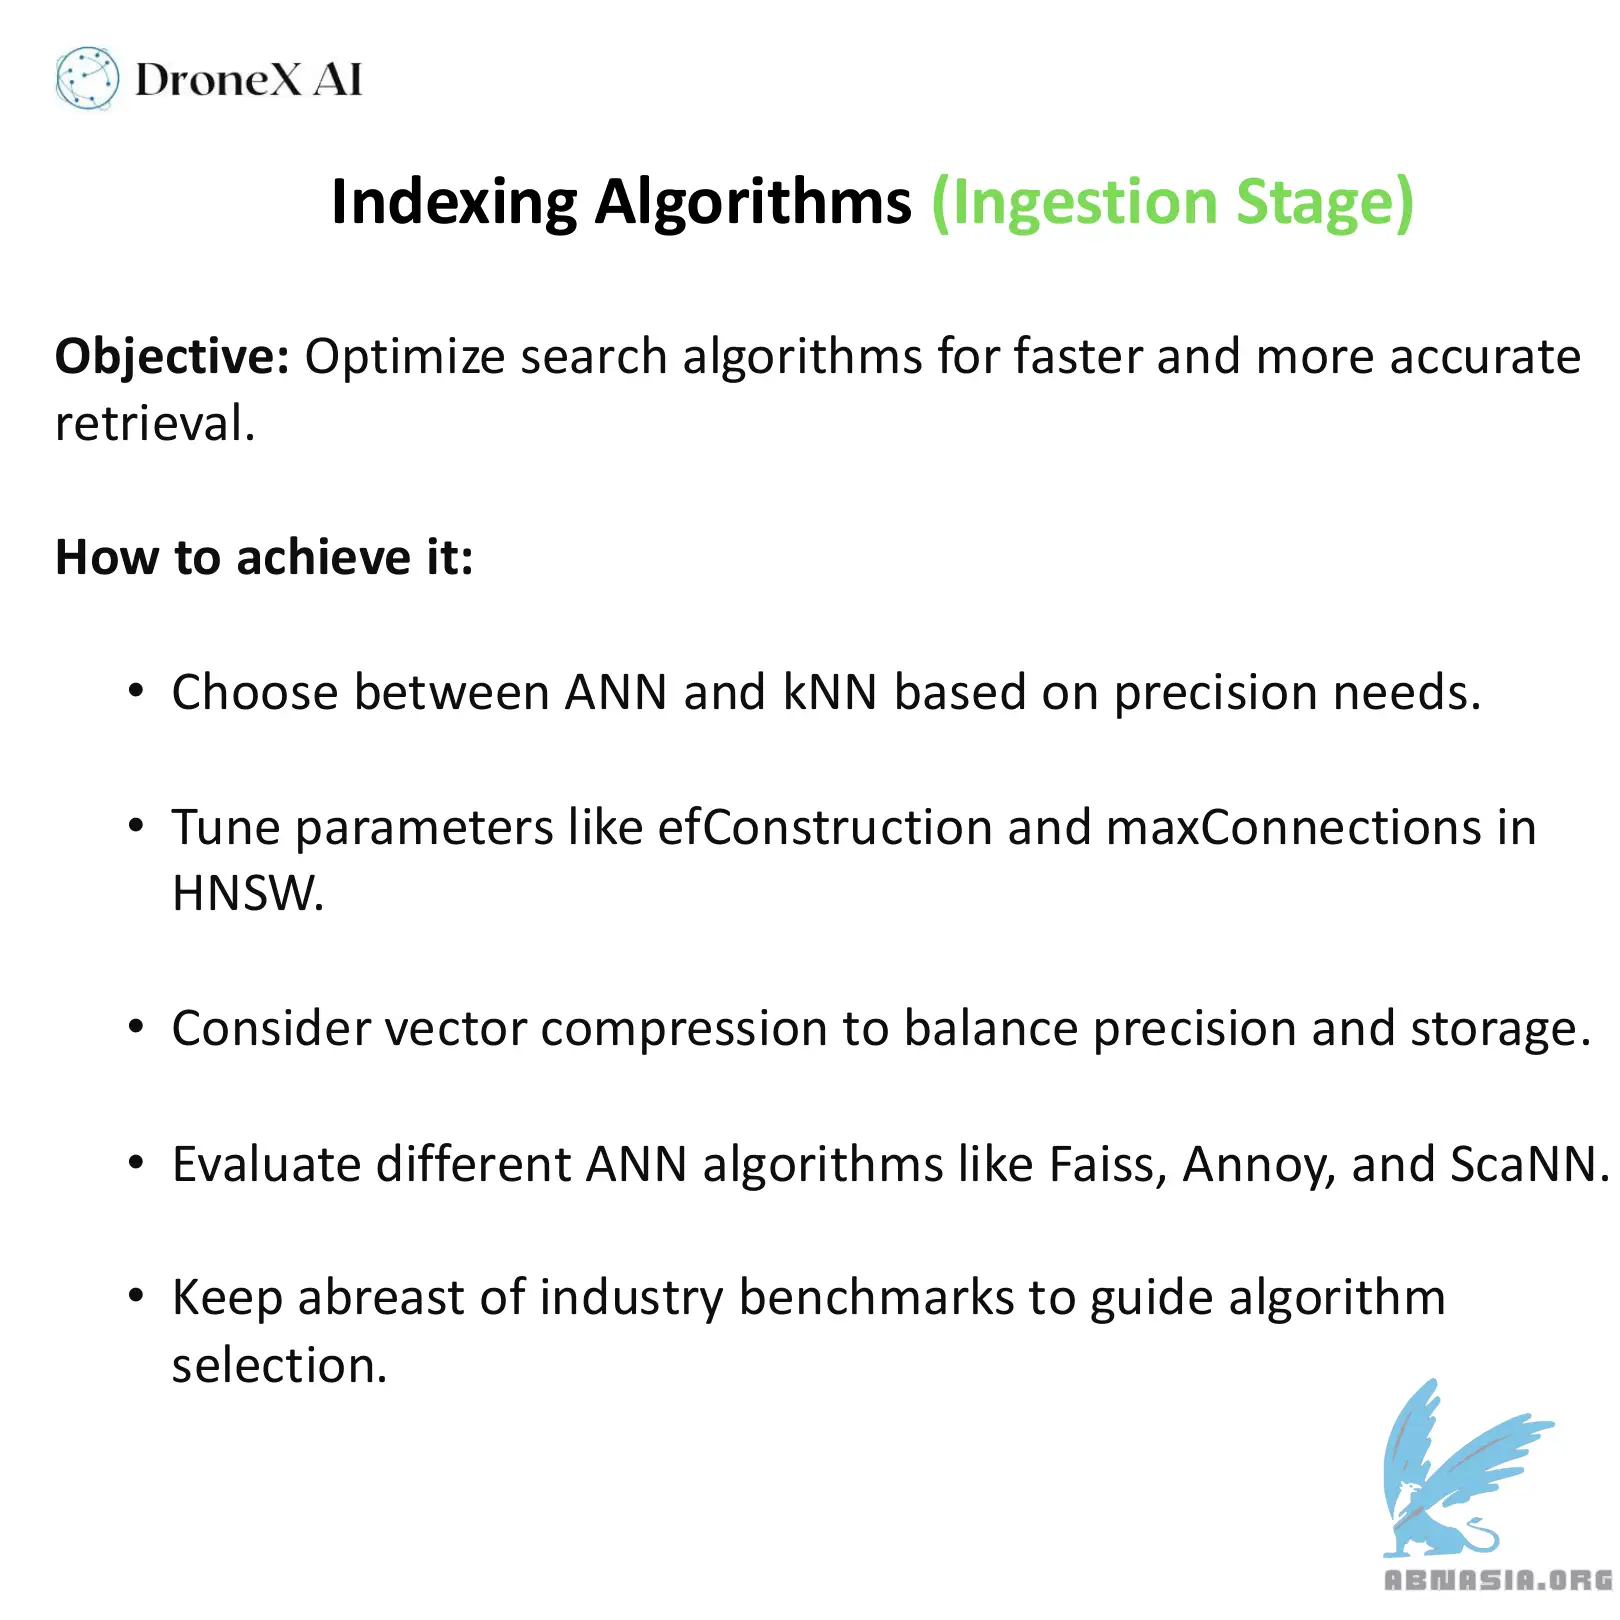 DroneX AI
Indexing Algorithms (Ingestion Stage)
Objective: Optimize search algorithms for faster and more accurate
retrieval.
How to achieve it:
• Choose between ANN and kNN based on precision needs.
• Tune parameters like efConstruction and maxConnections in
HNSW.
• Consider vector compression to balance precision and storage.
• Evaluate different ANN algorithms like Faiss, Annoy, and ScaNN.
• Keep abreast of industry benchmarks to guide algorithm
selection.
ABNASIA.ORG